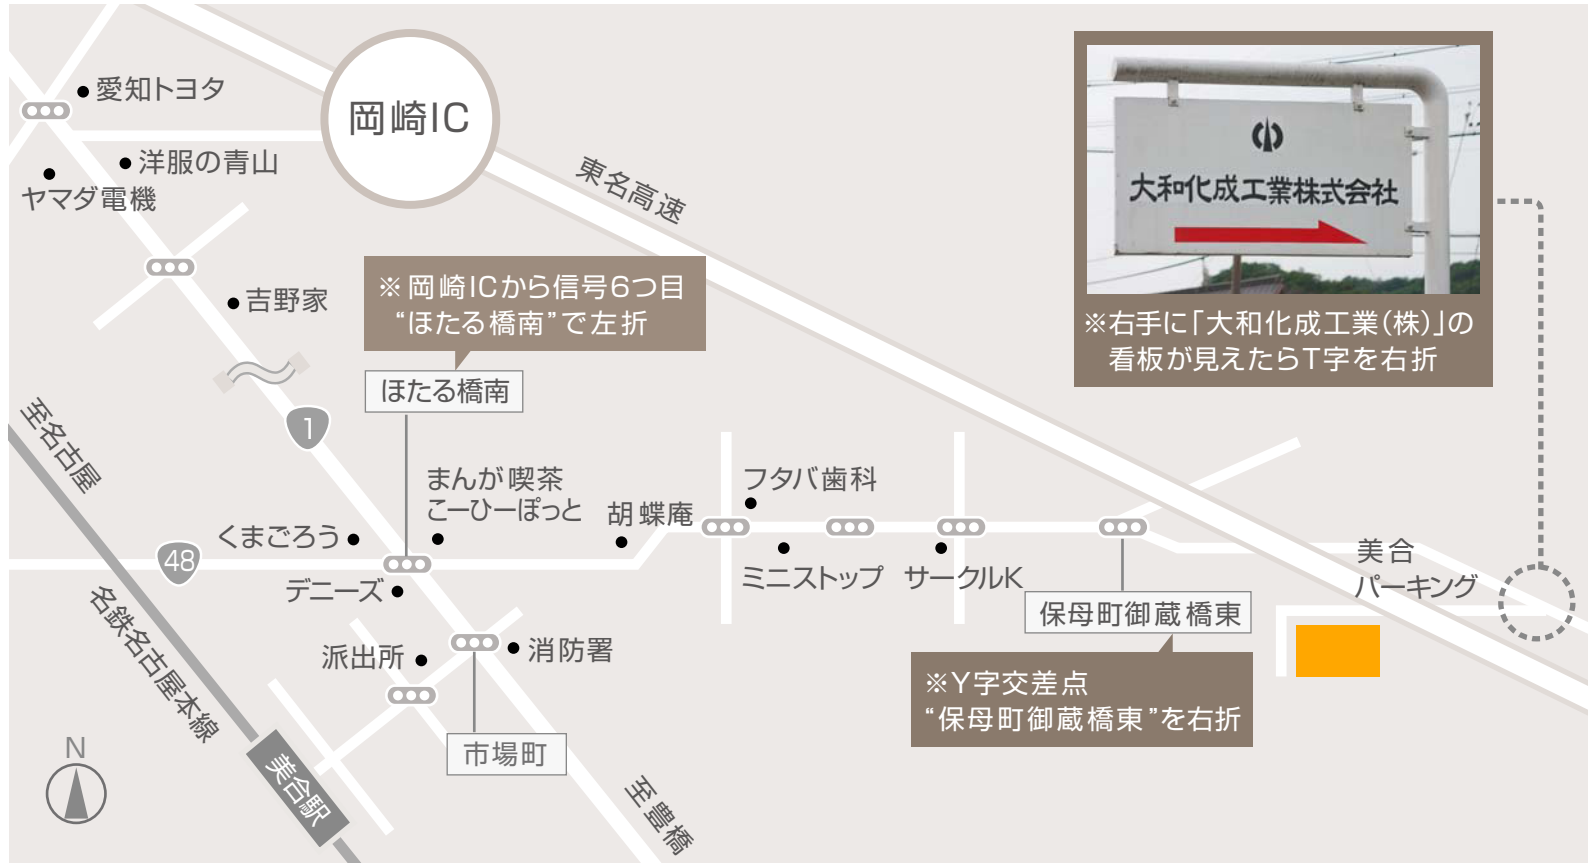 愛知トヨタ
洋服の青山
ヤマダ電機
岡崎IC
東名高速
吉野家
※岡崎ICから信号6つ目
“ほたる橋南”で左折
ほたる橋南
大和化成工業株式会社
※右手に「大和化成工業(株)」の
看板が見えたらT字を右折
至名古屋
1
まんが喫茶
こーひーぽっと
くまごろう
胡蝶庵
フタバ歯科
48
デニーズ
ミニストップ
サークルK
美合
パーキング
保母町御蔵橋東
※Y字交差点
“保母町御蔵橋東”を右折
名鉄名古屋本線
派出所
消防署
市場町
N
美合駅
至豊橋